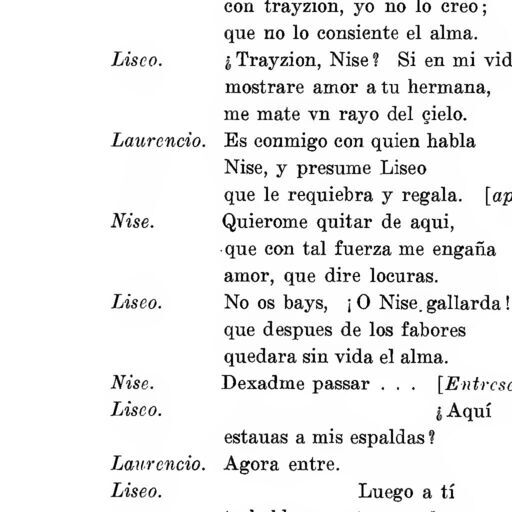 con trayzion, yo no lo creo;
que no lo consiente el alma.
Liseo. ¿Trayzion, Nise? Si en mi vid
mostrare amor a tu hermana,
me mate vn rayo del çielo.
Laurencio. Es conmigo con quien habla
Nise, y presume Liseo
que le requiebra y regala. [ap
Nise. Quierome quitar de aqui,
que con tal fuerza me engaña
amor, que dire locuras.
Liseo. No os bays, ¡O Nise gallarda!
que despues de los fabores
quedara sin vida el alma.
Nise. Dexadme passar . . . [Entrese
Liseo. ¿Aquí
estauas a mis espaldas?
Laurencio. Agora entre.
Liseo. Luego a tí